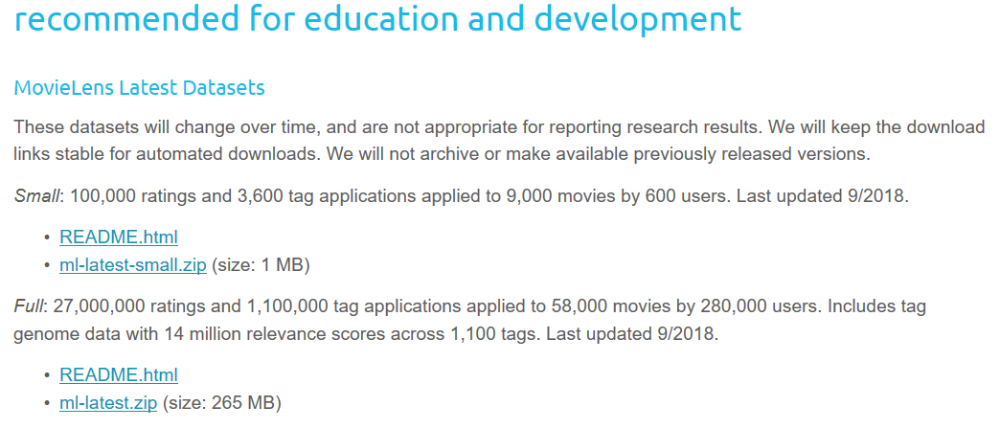 recommended for education and development
MovieLens Latest Datasets
These datasets will change over time, and are not appropriate for reporting research results. We will keep the download
links stable for automated downloads. We will not archive or make available previously released versions.
Small: 100,000 ratings and 3,600 tag applications applied to 9,000 movies by 600 users. Last updated 9/2018.
• README.html
• ml-latest-small.zip (size: 1 MB)
Full: 27,000,000 ratings and 1,100,000 tag applications applied to 58,000 movies by 280,000 users. Includes tag
genome data with 14 million relevance scores across 1,100 tags. Last updated 9/2018.
• README.html
• ml-latest.zip (size: 265 MB)